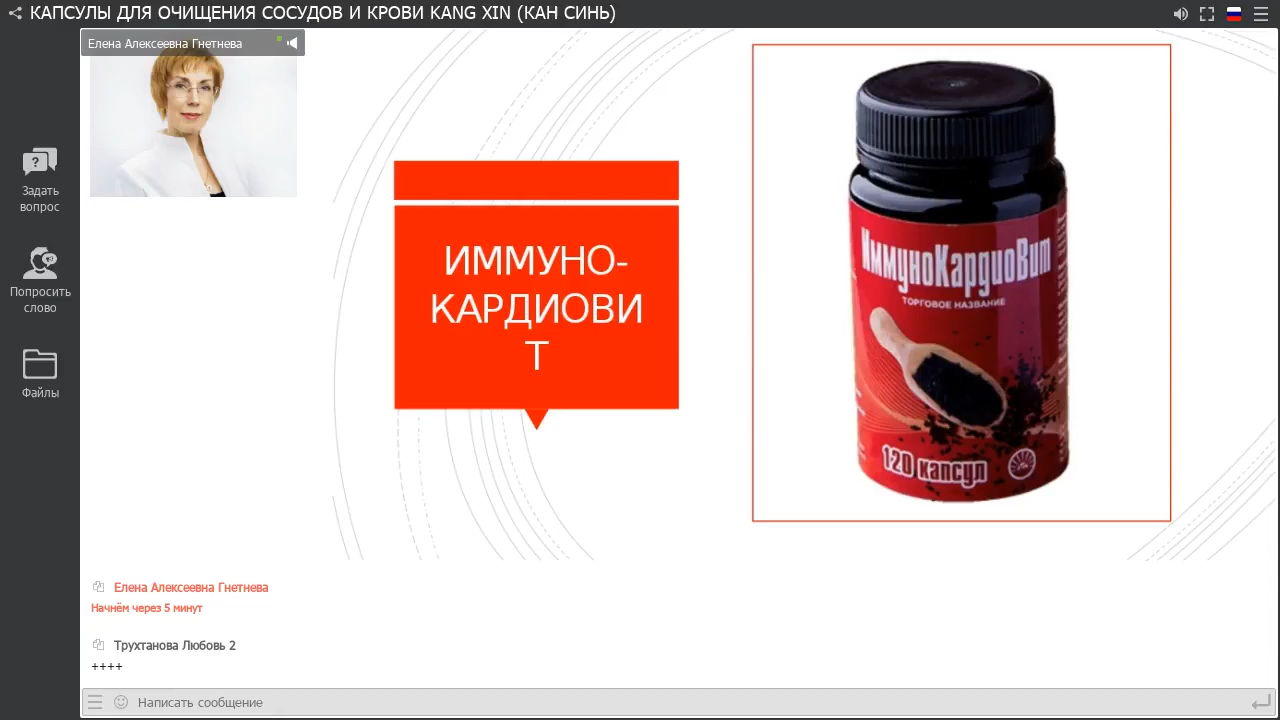 КАПСУЛЫ ДЛЯ ОЧИЩЕНИЯ СОСУДОВ И КРОВИ KANG XIN (КАН СИНЬ)
Елена Алексеевна Гнетнева
Задать
вопрос
Попросить
слово
Файлы
ИММУНО-
КАРДИОВИ
Т
ИммуноКардиоВит
ТОРГОВОЕ НАЗВАНИЕ
120 капсул
Елена Алексеевна Гнетнева
Начнём через 5 минут
Трухтанова Любовь 2
++++
Написать сообщение